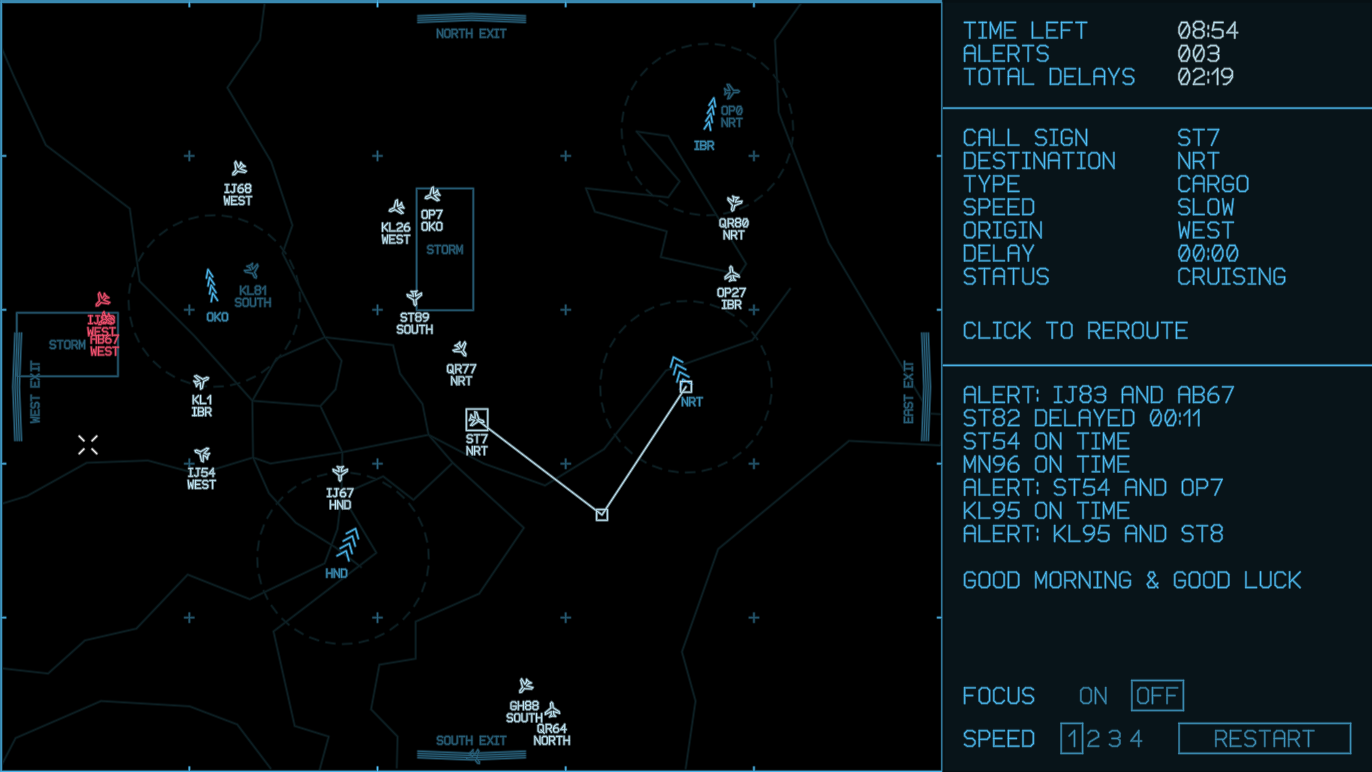 NORTH EXIT
OP0
NRT
IBR
IJ68
WEST
KL26
WEST
OP7
OKO
STORM
QR80
NRT
KL81
SOUTH
OKO
OP27
IBR
ST89
SOUTH
WEST
AB67
WEST
STORM
WEST EXIT
EAST EXIT
QR77
NRT
KL1
IBR
NRT
ST7
NRT
IJ54
WEST
IJ67
HND
HND
GH88
SOUTH
QR64
NORTH
SOUTH EXIT
TIME LEFT 08:54
ALERTS 003
TOTAL DELAYS 02:19
CALL SIGN ST7
DESTINATION NRT
TYPE CARGO
SPEED SLOW
ORIGIN WEST
DELAY 00:00
STATUS CRUISING
CLICK TO REROUTE
ALERT: IJ83 AND AB67
ST82 DELAYED 00:11
ST54 ON TIME
MN96 ON TIME
ALERT: ST54 AND OP7
KL95 ON TIME
ALERT: KL95 AND ST8
GOOD MORNING & GOOD LUCK
FOCUS ON OFF
SPEED 1 2 3 4 RESTART